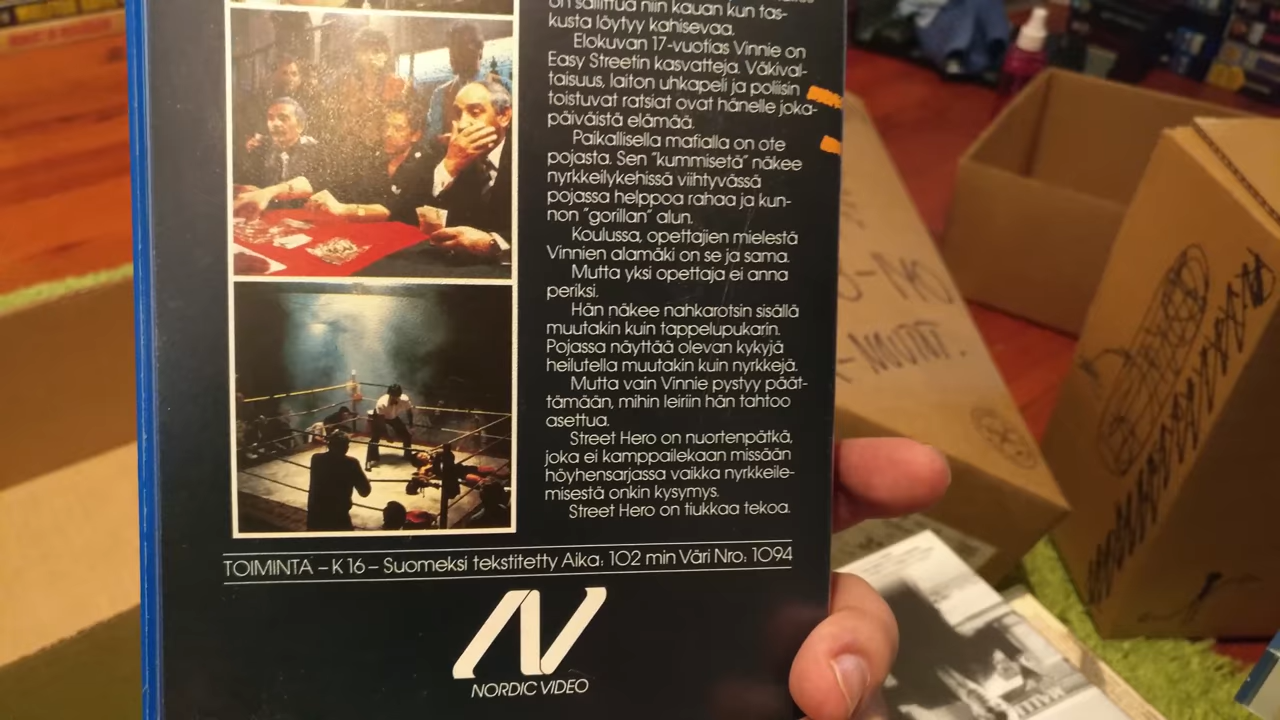 on sallittua niin kauan kun tas-
kusta löytyy kahisevaa.
Elokuvan 17-vuotias Vinnie on
Easy Streetin kasvatteja. Väkival-
taisuus, laiton uhkapeli ja poliisin
toistuvat ratsiat ovat hänelle joka-
päiväistä elämää.
Paikallisella mafialla on ote
pojasta. Sen "kummisetä" näkee
nyrkkeilykehissä viihtyvässä
pojassa helppoa rahaa ja kun-
non "gorillan" alun.
Koulussa, opettajien mielestä
Vinnien alamäki on se ja sama.
Mutta yksi opettaja ei anna
periksi.
Hän näkee nahkarotsin sisällä
muutakin kuin tappelupukarin.
Pojassa näyttää olevan kykyjä
heilutella muutakin kuin nyrkkejä.
Mutta vain Vinnie pystyy päät-
tämään, mihin leiriin hän tahtoo
asettua.
Street Hero on nuortenpätkä,
joka ei kamppailekaan missään
höyhensarjassa vaikka nyrkkeile-
misestä onkin kysymys.
Street Hero on tiukkaa tekoa.
TOIMINTA – K 16 – Suomeksi tekstitetty Aika: 102 min Väri Nro: 1094
N
NORDIC VIDEO